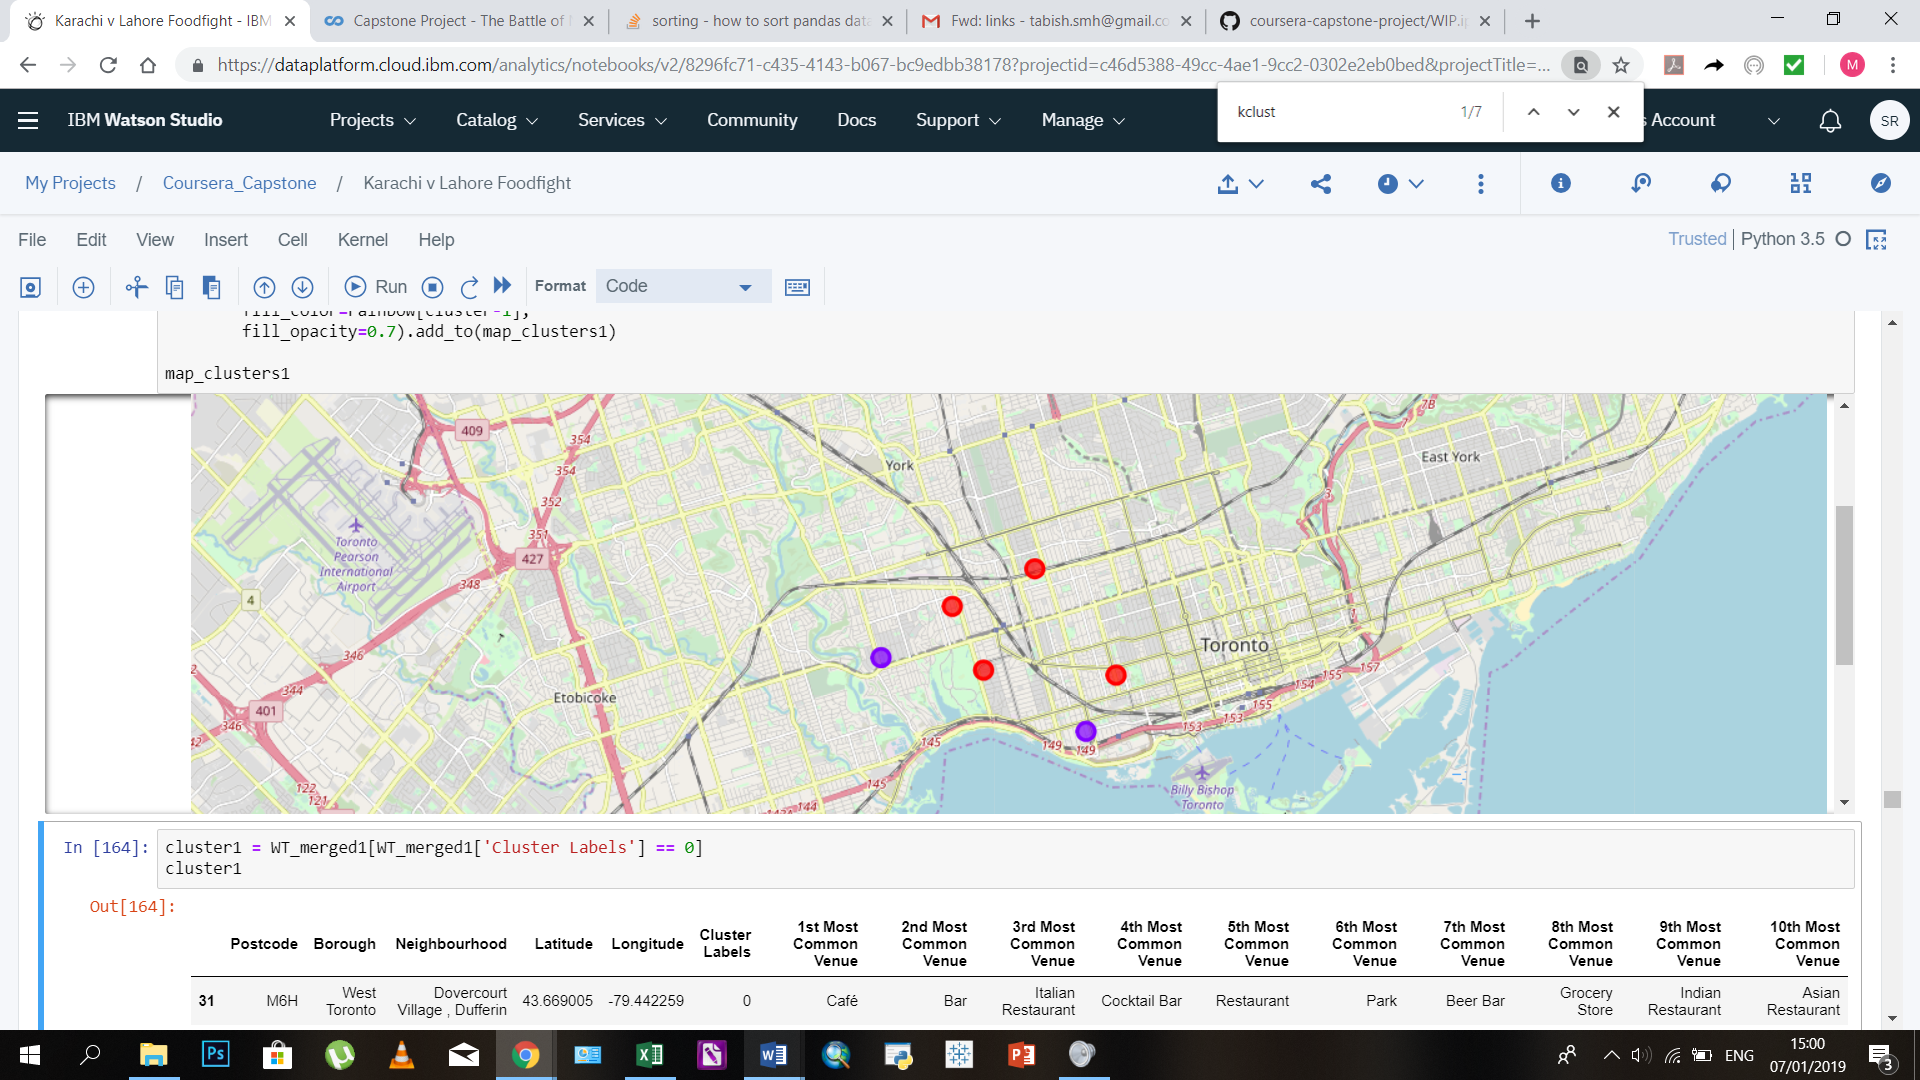 Karachi v Lahore Foodfight - IBM
Capstone Project - The Battle of
sorting - how to sort pandas data
Fwd: links - tabish.smh@gmail.co
coursera-capstone-project/WIP.i
https://dataplatform.cloud.ibm.com/analytics/notebooks/v2/8296fc71-c435-4143-b067-bc9edbb38178?projectid=c46d5388-49cc-4ae1-9cc2-0302e2eb0bed&projectTitle=...
M
kclust 1/7
IBM Watson Studio
Projects
Catalog
Services
Community
Docs
Support
Manage
s Account
SR
My Projects / Coursera_Capstone / Karachi v Lahore Foodfight
File Edit View Insert Cell Kernel Help
Trusted | Python 3.5
Run
Format
Code
fill_color=rainbow[cluster-1],
fill_opacity=0.7).add_to(map_clusters1)
map_clusters1
409
354
York
7B
East York
354
352
3
351
Toronto
Pearson
International
Airport
427
348
4
1
Toronto
346
157
155
154
344
Etobicoke
155
401
346
153
153
42
145
149
149
122
121
145
144
Billy Bishop
Toronto
In [164]: cluster1 = WT_merged1[WT_merged1['Cluster Labels'] == 0]
cluster1
Out[164]:
Postcode Borough Neighbourhood Latitude Longitude Cluster Labels 1st Most Common Venue 2nd Most Common Venue 3rd Most Common Venue 4th Most Common Venue 5th Most Common Venue 6th Most Common Venue 7th Most Common Venue 8th Most Common Venue 9th Most Common Venue 10th Most Common Venue
31 M6H West Toronto Dovercourt Village , Dufferin 43.669005 -79.442259 0 Café Bar Italian Restaurant Cocktail Bar Restaurant Park Beer Bar Grocery Store Indian Restaurant Asian Restaurant
Ps
ENG
15:00
07/01/2019
3